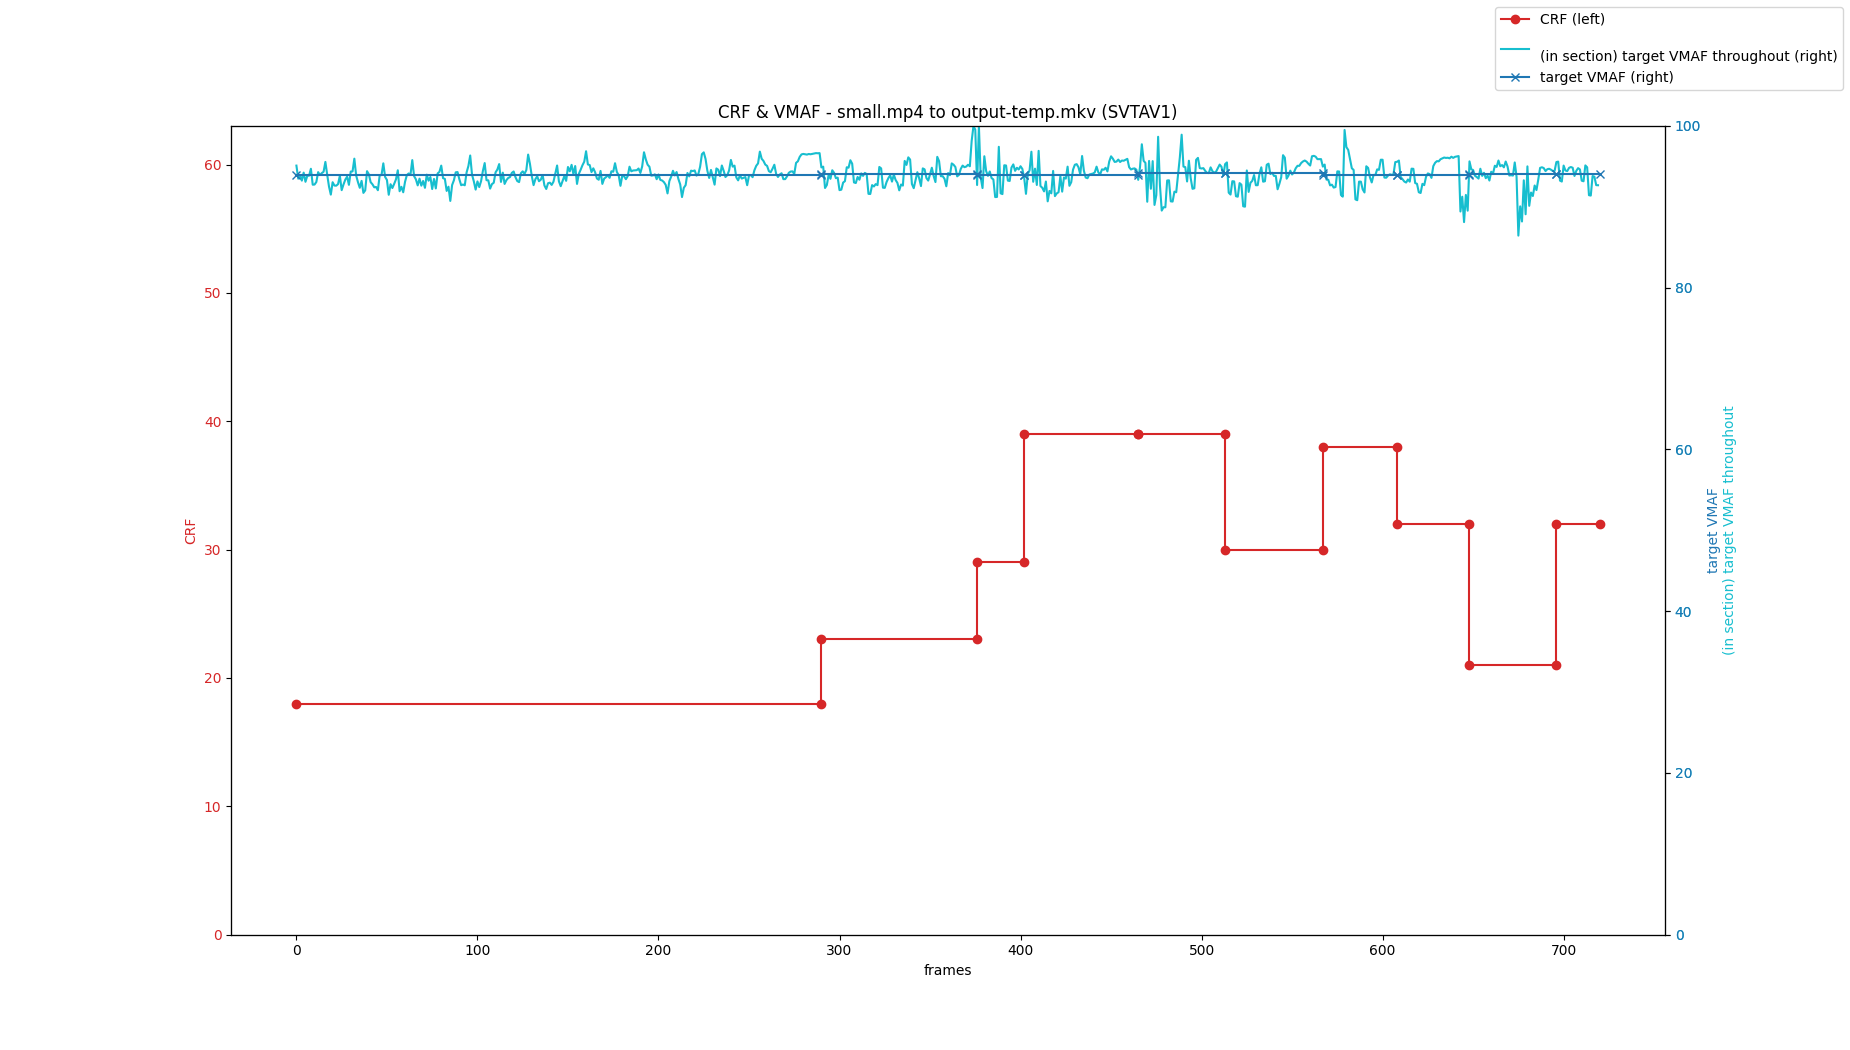 CRF (left)
(in section) target VMAF throughout (right)
target VMAF (right)
CRF & VMAF - small.mp4 to output-temp.mkv (SVTAV1)
60
50
40
30
20
10
0
CRF
0
100
200
300
400
500
600
700
frames
100
80
60
40
20
0
target VMAF
(in section) target VMAF throughout